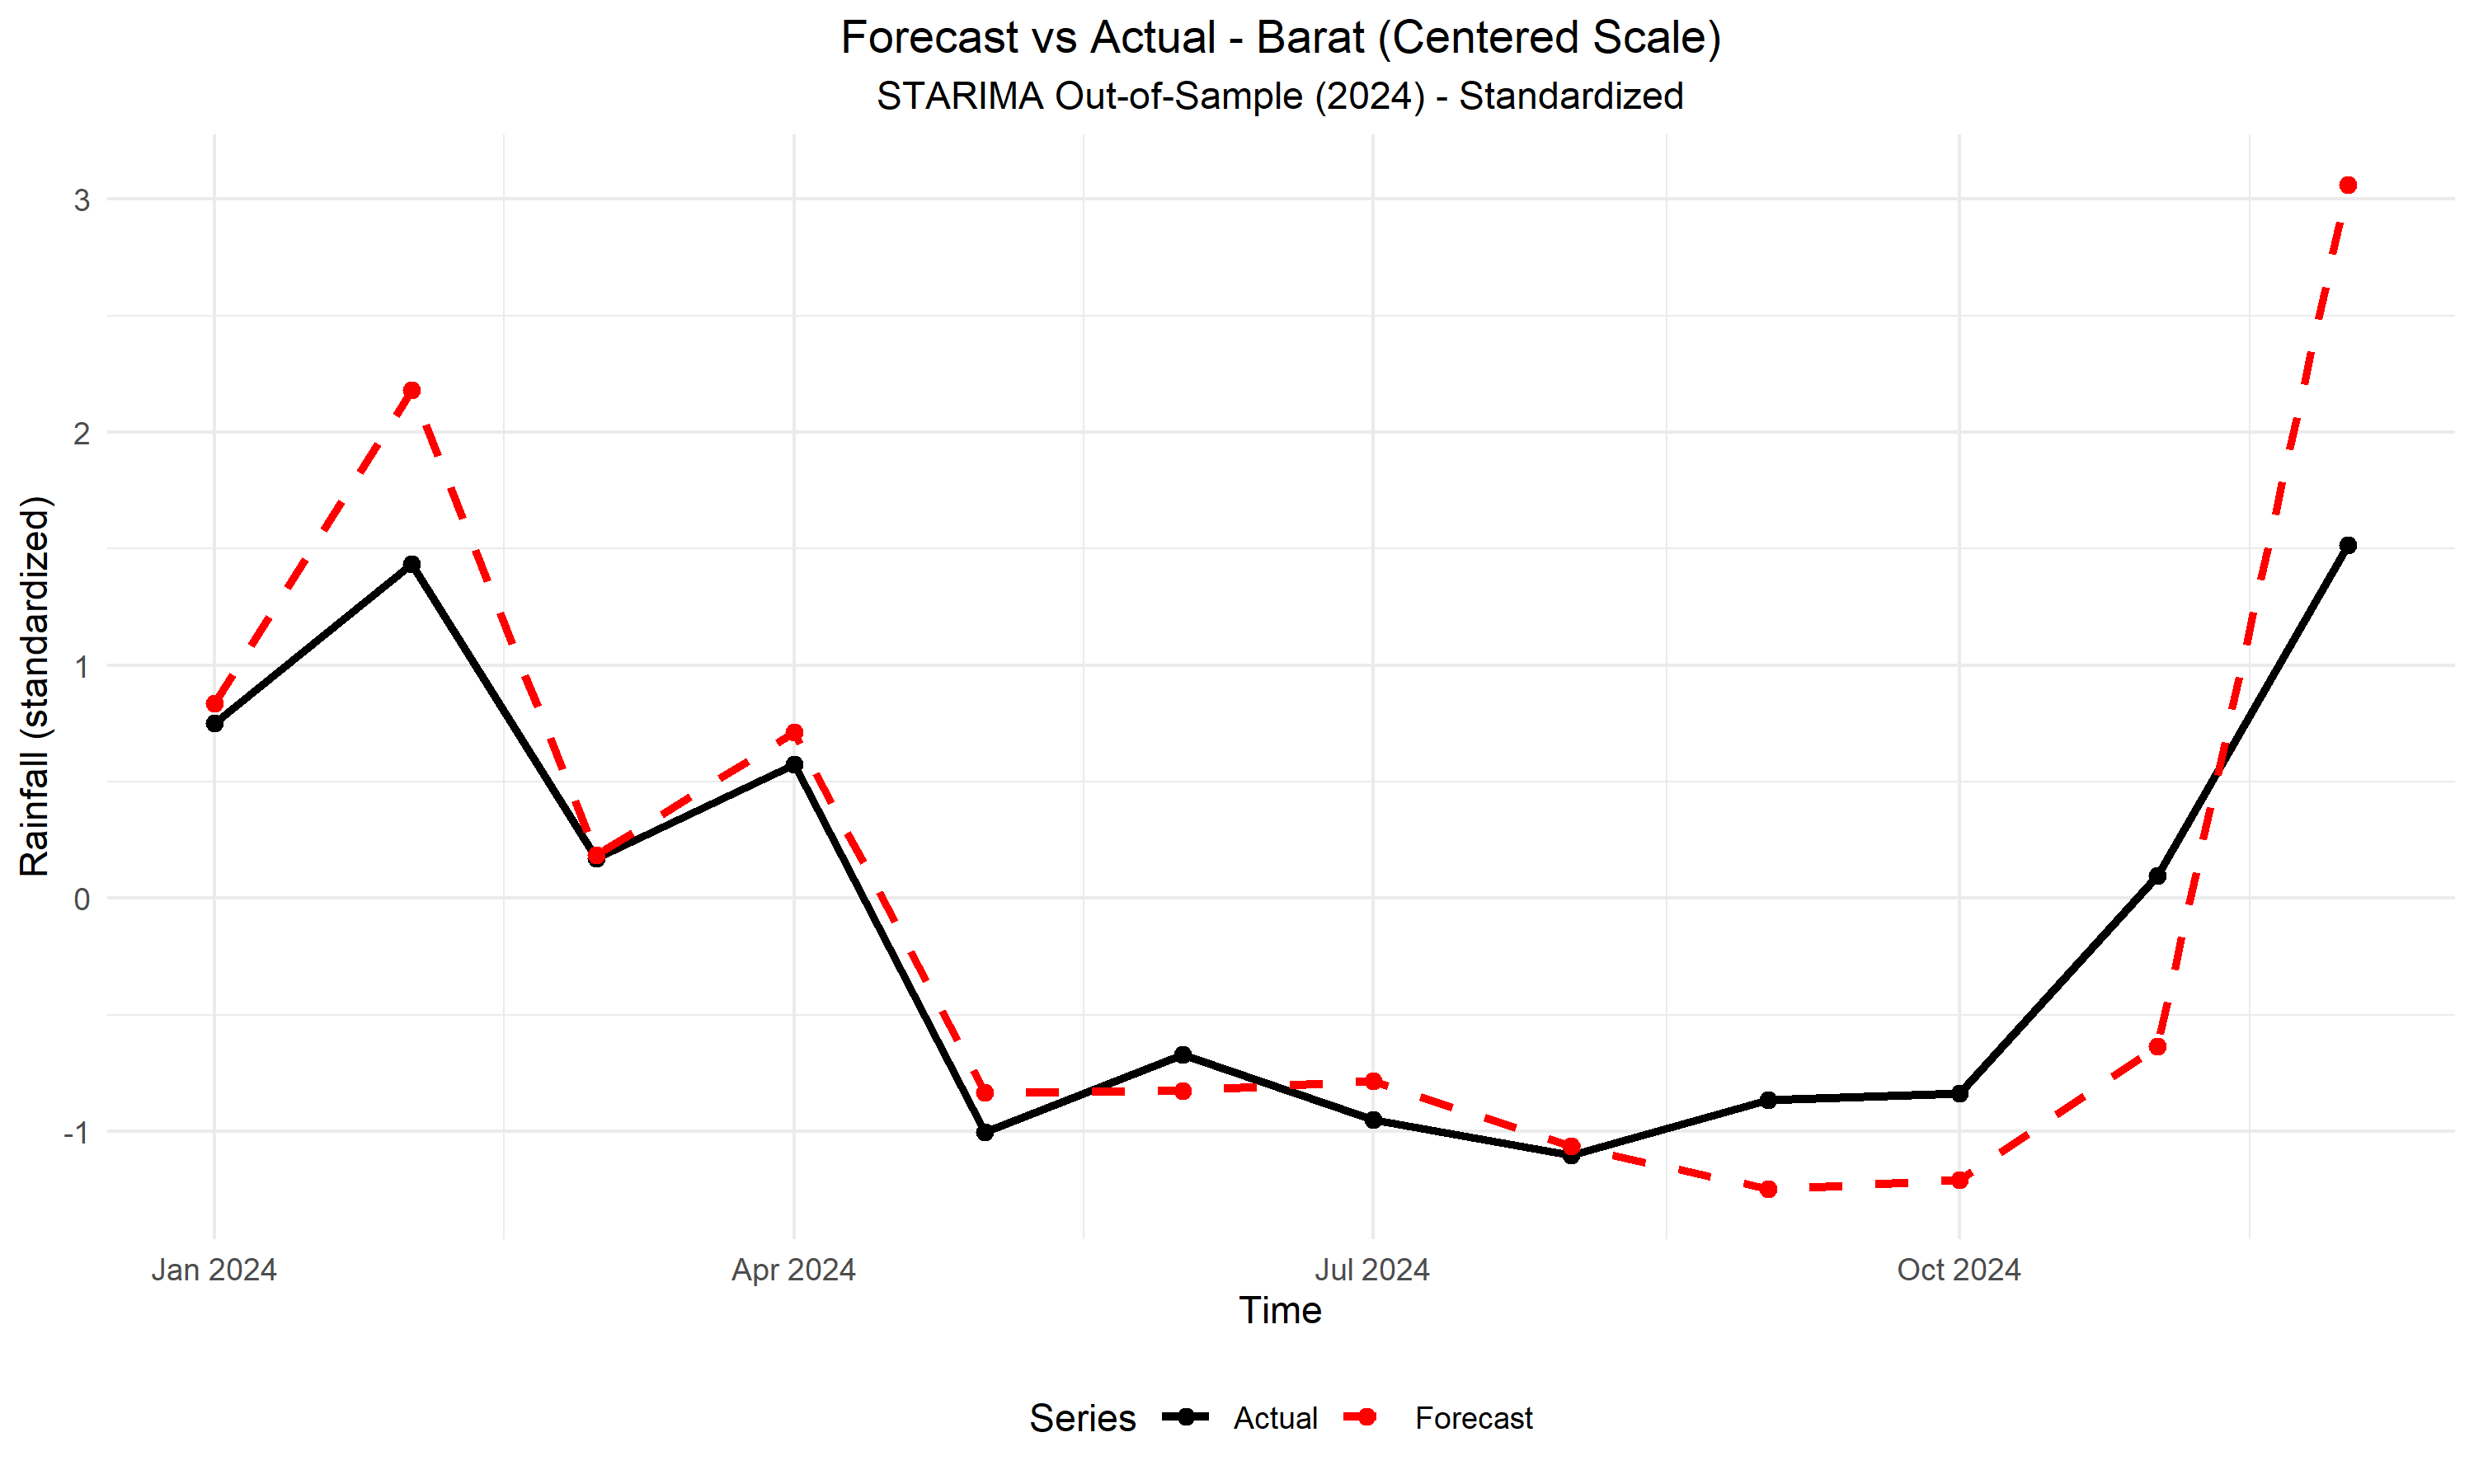 Forecast vs Actual - Barat (Centered Scale)
STARIMA Out-of-Sample (2024) - Standardized
Rainfall (standardized)
3
2
1
0
-1
Jan 2024 Apr 2024 Jul 2024 Oct 2024
Time
Series Actual Forecast